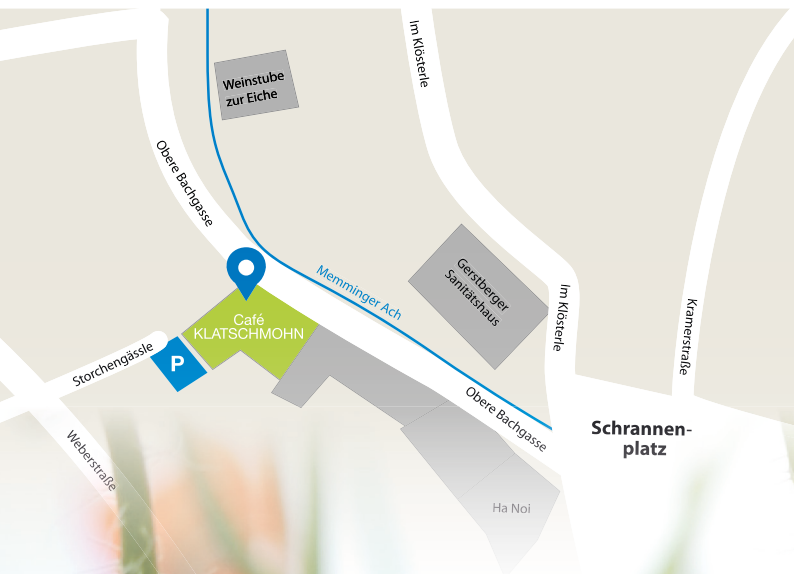 Im Klösterle
Weinstube
zur Eiche
Obere Bachgasse
Memminger Ach
Gerstberger
Sanitätshaus
Im Klösterle
Kramerstraße
Café
KLATSCHMOHN
P
Storchengässle
Weberstraße
Obere Bachgasse
Schrannen-
platz
Ha Noi